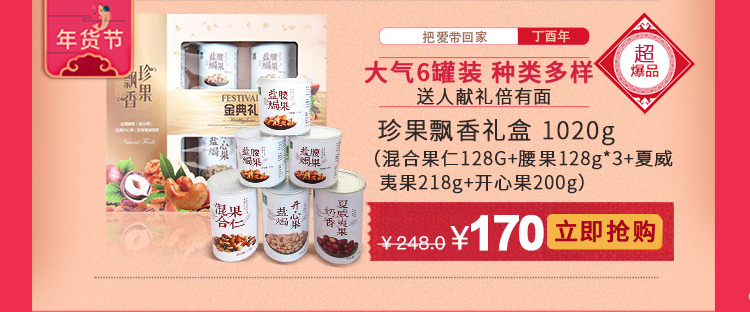 年货节
把爱带回家 丁酉年
大气6罐装 种类多样
送人献礼倍有面
超
爆品
珍果飘香礼盒 1020g
(混合果仁128G+腰果128g*3+夏威
夷果218g+开心果200g)
¥248.0 ¥170 立即抢购
珍果
飘香
Natural Foods
FESTIVAL
金典礼
盐焗腰果
盐焗腰果
盐焗腰果
混合果仁
盐焗开心果
奶香夏威夷果